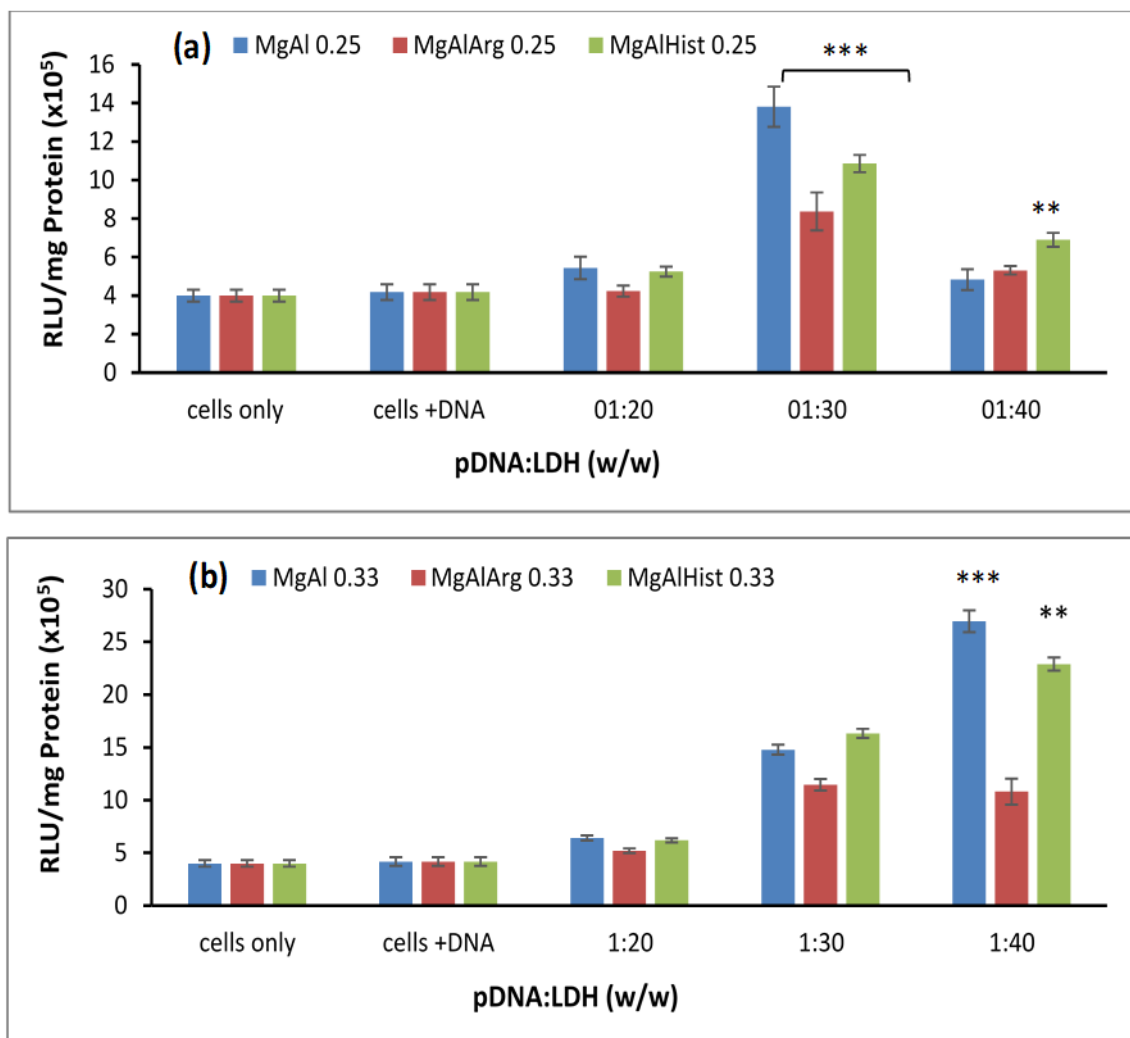 (a) MgAl 0.25 MgAlArg 0.25 MgAlHist 0.25
***
**
RLU/mg Protein (x10⁵)
16
14
12
10
8
6
4
2
0
cells only cells +DNA 01:20 01:30 01:40
pDNA:LDH (w/w)
(b) MgAl 0.33 MgAlArg 0.33 MgAlHist 0.33
***
**
RLU/mg Protein (x10⁵)
30
25
20
15
10
5
0
cells only cells +DNA 1:20 1:30 1:40
pDNA:LDH (w/w)